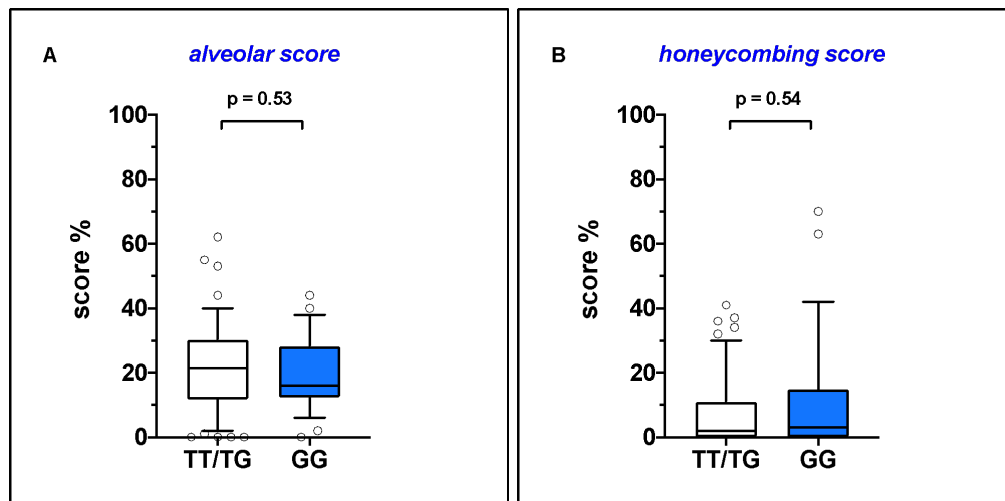 A
alveolar score
p = 0.53
100
80
60
40
20
0
score %
TT/TG
GG
B
honeycombing score
p = 0.54
100
80
60
40
20
0
score %
TT/TG
GG